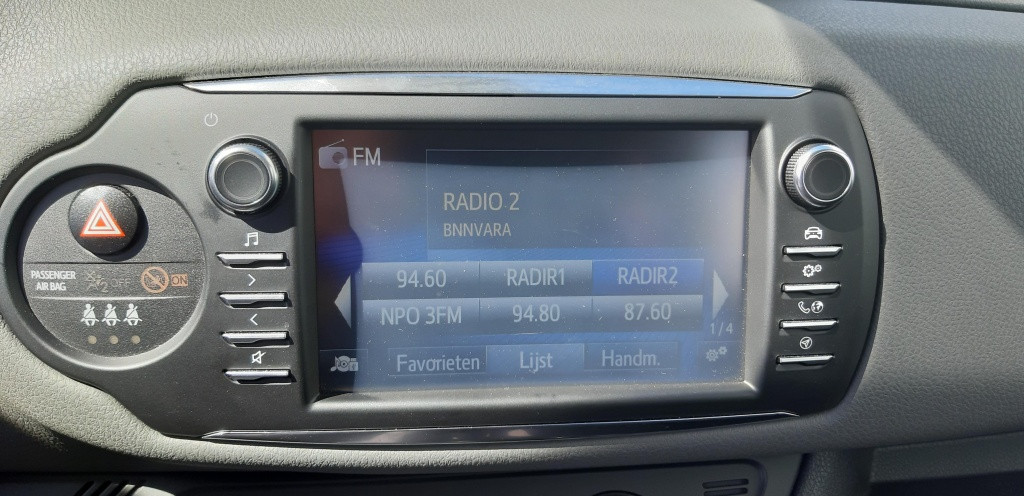 FM
RADIO 2
BNNVARA
94.60 RADIR1 RADIR2
NPO 3FM 94.80 87.60
1/4
Favorieten Lijst Handm.
PASSENGER
AIR BAG
2 OFF ON